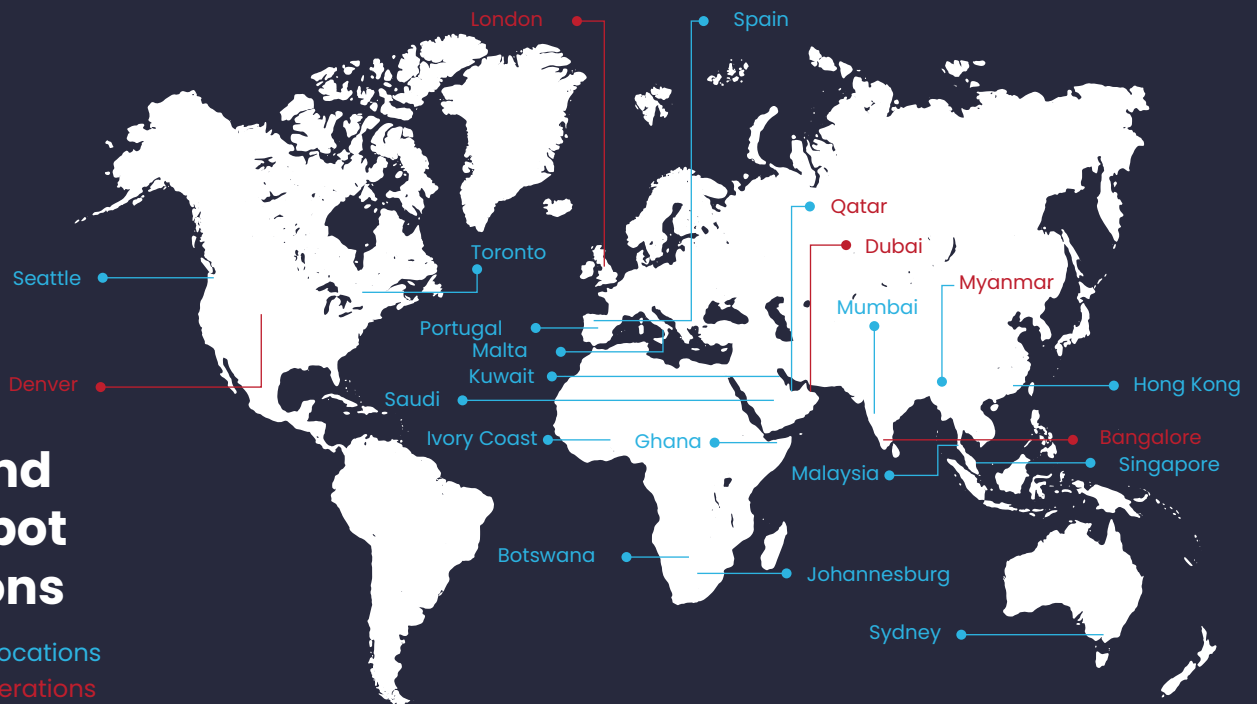 London
Spain
Qatar
Dubai
Toronto
Seattle
Myanmar
Mumbai
Portugal
Malta
Kuwait
Denver
Hong Kong
Saudi
Ivory Coast
Ghana
Bangalore
Singapore
Malaysia
nd
oot
ons
Botswana
Johannesburg
Sydney
ocations
erations